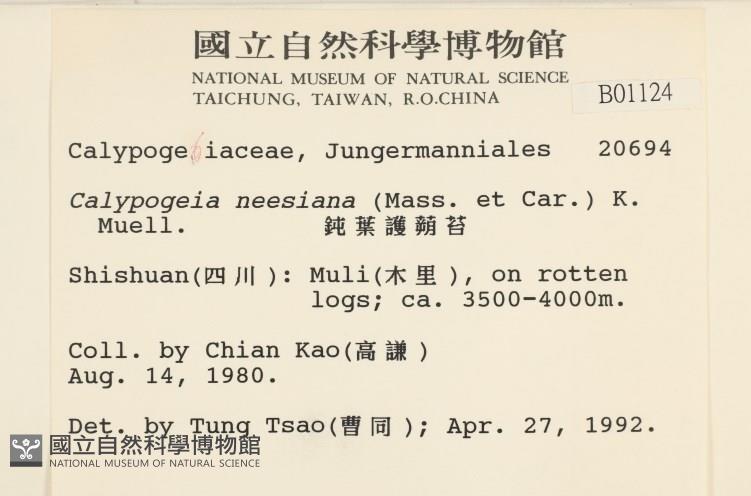 國立自然科學博物館
NATIONAL MUSEUM OF NATURAL SCIENCE
TAICHUNG, TAIWAN, R.O.CHINA
B01124
Calypoge iaceae, Jungermanniales 20694
Calypogeia neesiana (Mass. et Car.) K.
Muell. 鈍葉護蒴苔
Shishuan(四川): Muli(木里), on rotten
logs; ca. 3500-4000m.
Coll. by Chian Kao(高謙)
Aug. 14, 1980.
Det. by Tung Tsao(曹同); Apr. 27, 1992.
國立自然科學博物館
NATIONAL MUSEUM OF NATURAL SCIENCE